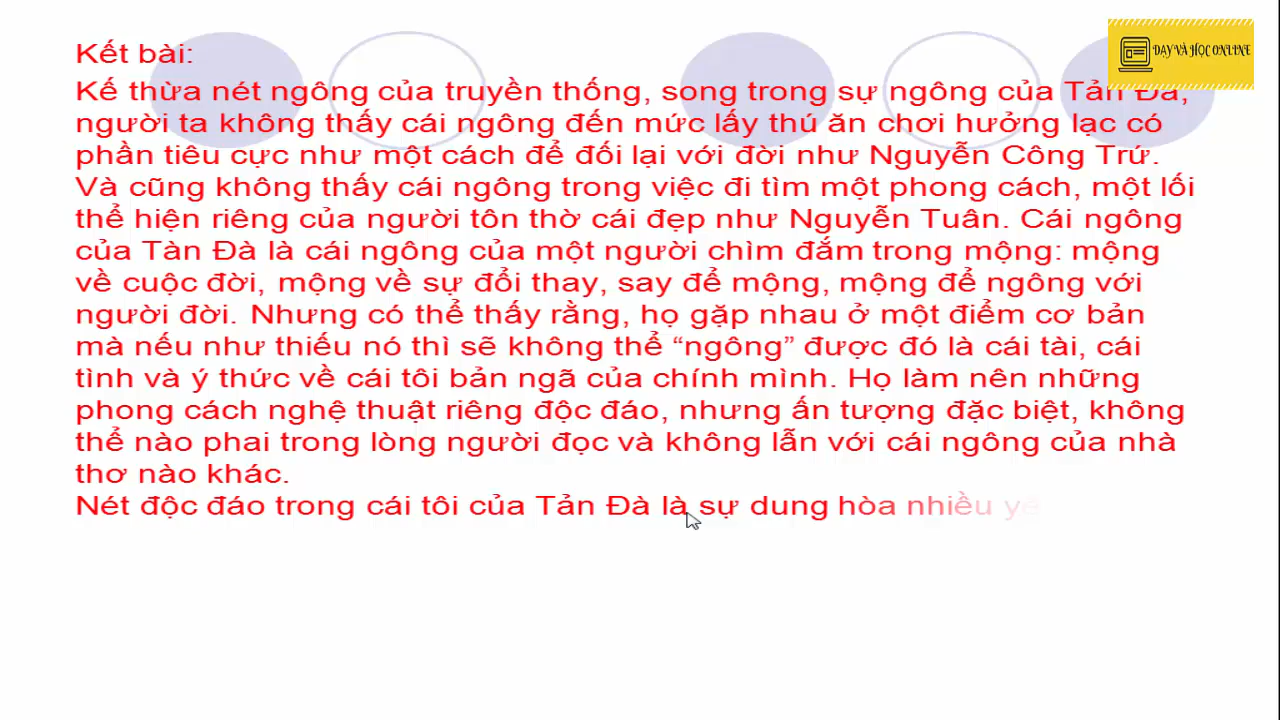 DẠY VÀ HỌC ONLINE
Kết bài:
Kế thừa nét ngông của truyền thống, song trong sự ngông của Tản Đà,
người ta không thấy cái ngông đến mức lấy thú ăn chơi hưởng lạc có
phần tiêu cực như một cách để đối lại với đời như Nguyễn Công Trứ.
Và cũng không thấy cái ngông trong việc đi tìm một phong cách, một lối
thể hiện riêng của người tôn thờ cái đẹp như Nguyễn Tuân. Cái ngông
của Tàn Đà là cái ngông của một người chìm đắm trong mộng: mộng
về cuộc đời, mộng về sự đổi thay, say để mộng, mộng để ngông với
người đời. Nhưng có thể thấy rằng, họ gặp nhau ở một điểm cơ bản
mà nếu như thiếu nó thì sẽ không thể “ngông” được đó là cái tài, cái
tình và ý thức về cái tôi bản ngã của chính mình. Họ làm nên những
phong cách nghệ thuật riêng độc đáo, nhưng ấn tượng đặc biệt, không
thể nào phai trong lòng người đọc và không lẫn với cái ngông của nhà
thơ nào khác.
Nét độc đáo trong cái tôi của Tản Đà là sự dung hòa nhiều